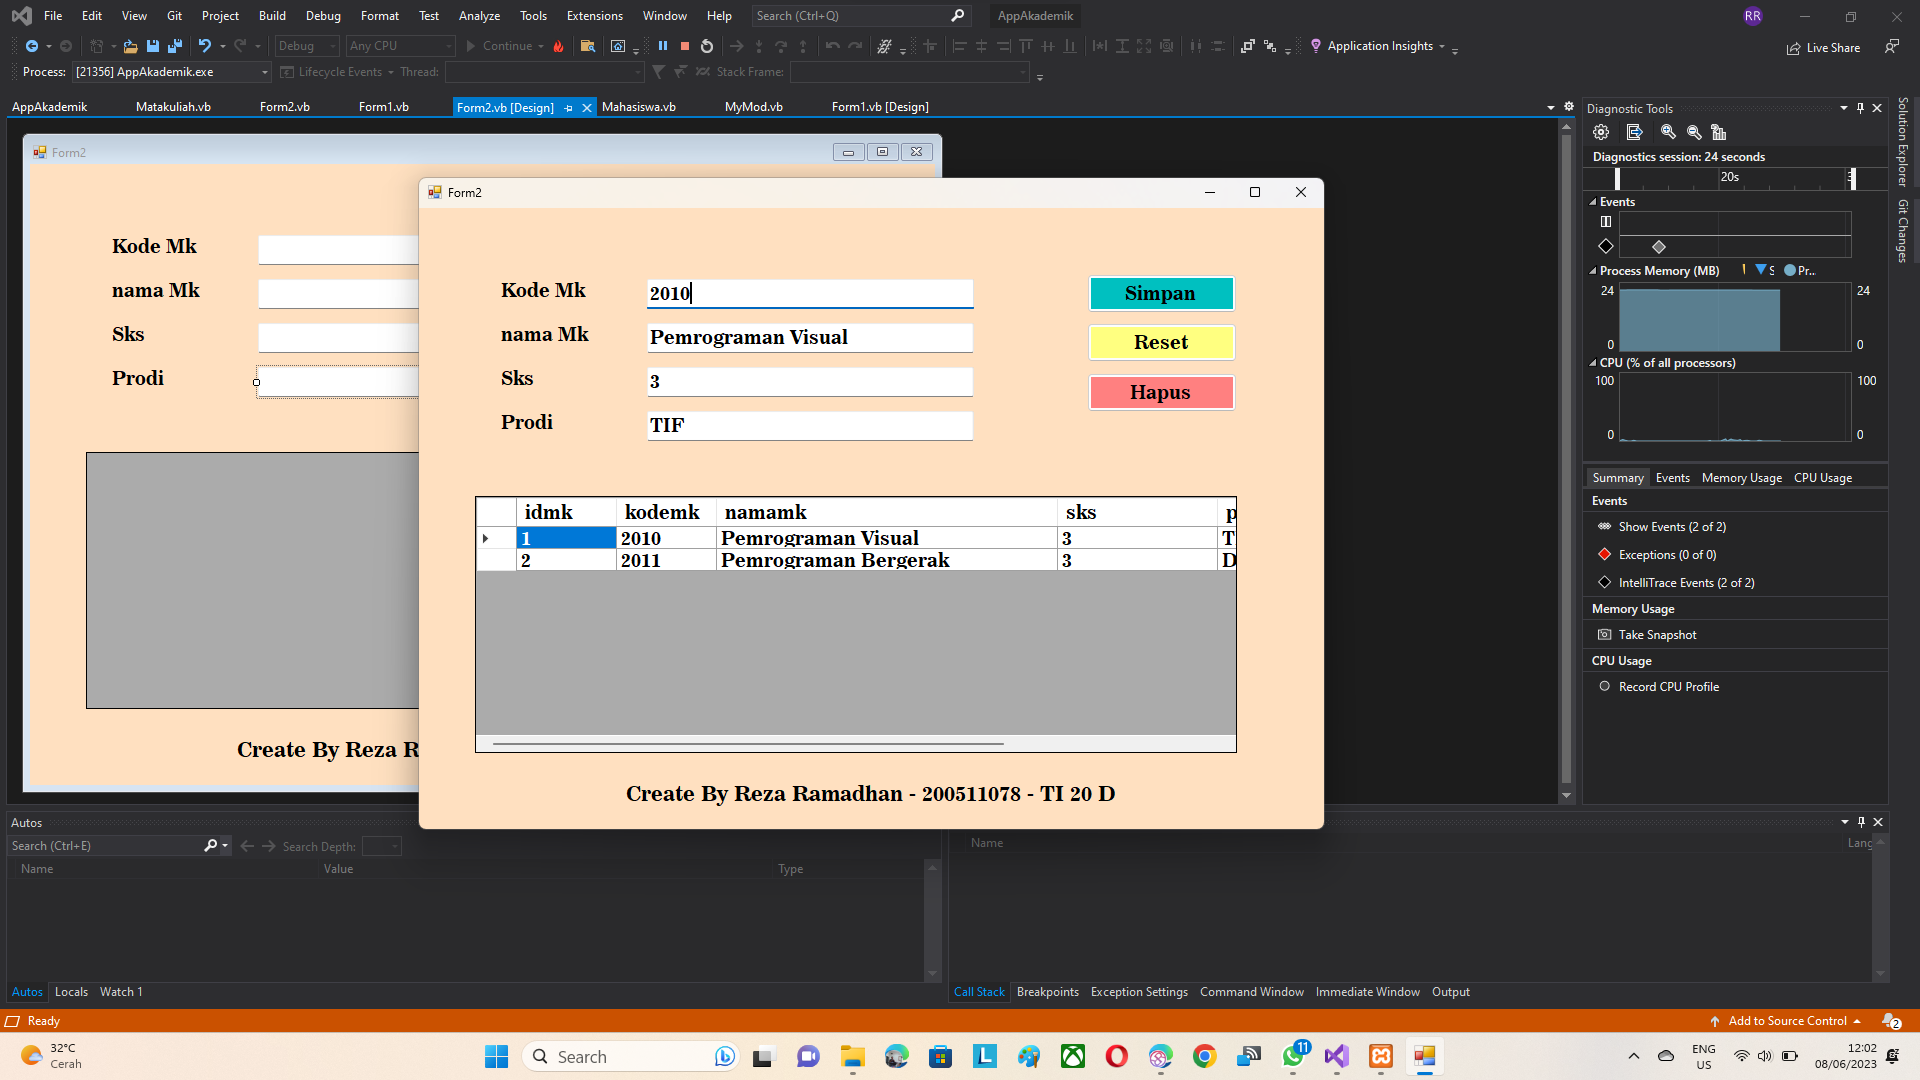 File Edit View Git Project Build Debug Format Test Analyze Tools Extensions Window Help Search (Ctrl+Q) AppAkademik RR
Debug Any CPU Continue Application Insights Live Share
Process: [21356] AppAkademik.exe Lifecycle Events Thread: Stack Frame:
AppAkademik Matakuliah.vb Form2.vb Form1.vb Form2.vb [Design] Mahasiswa.vb MyMod.vb Form1.vb [Design]
Form2
Kode Mk
nama Mk
Sks
Prodi
Create By Reza R
Form2
Kode Mk 2010 Simpan
nama Mk Pemrograman Visual Reset
Sks 3 Hapus
Prodi TIF
idmk kodemk namamk sks p
1 2010 Pemrograman Visual 3 T
2 2011 Pemrograman Bergerak 3 D
Create By Reza Ramadhan - 200511078 - TI 20 D
Diagnostic Tools
Diagnostics session: 24 seconds
20s
Events
Process Memory (MB) S Pr...
24 24
0 0
CPU (% of all processors)
100 100
0 0
Summary Events Memory Usage CPU Usage
Events
Show Events (2 of 2)
Exceptions (0 of 0)
IntelliTrace Events (2 of 2)
Memory Usage
Take Snapshot
CPU Usage
Record CPU Profile
Solution Explorer
Git Changes
Autos
Search (Ctrl+E) Search Depth:
Name Value Type
Name Lang
Autos Locals Watch 1
Call Stack Breakpoints Exception Settings Command Window Immediate Window Output
Ready Add to Source Control 2
32°C
Cerah
Search
11
ENG
US
12:02
08/06/2023